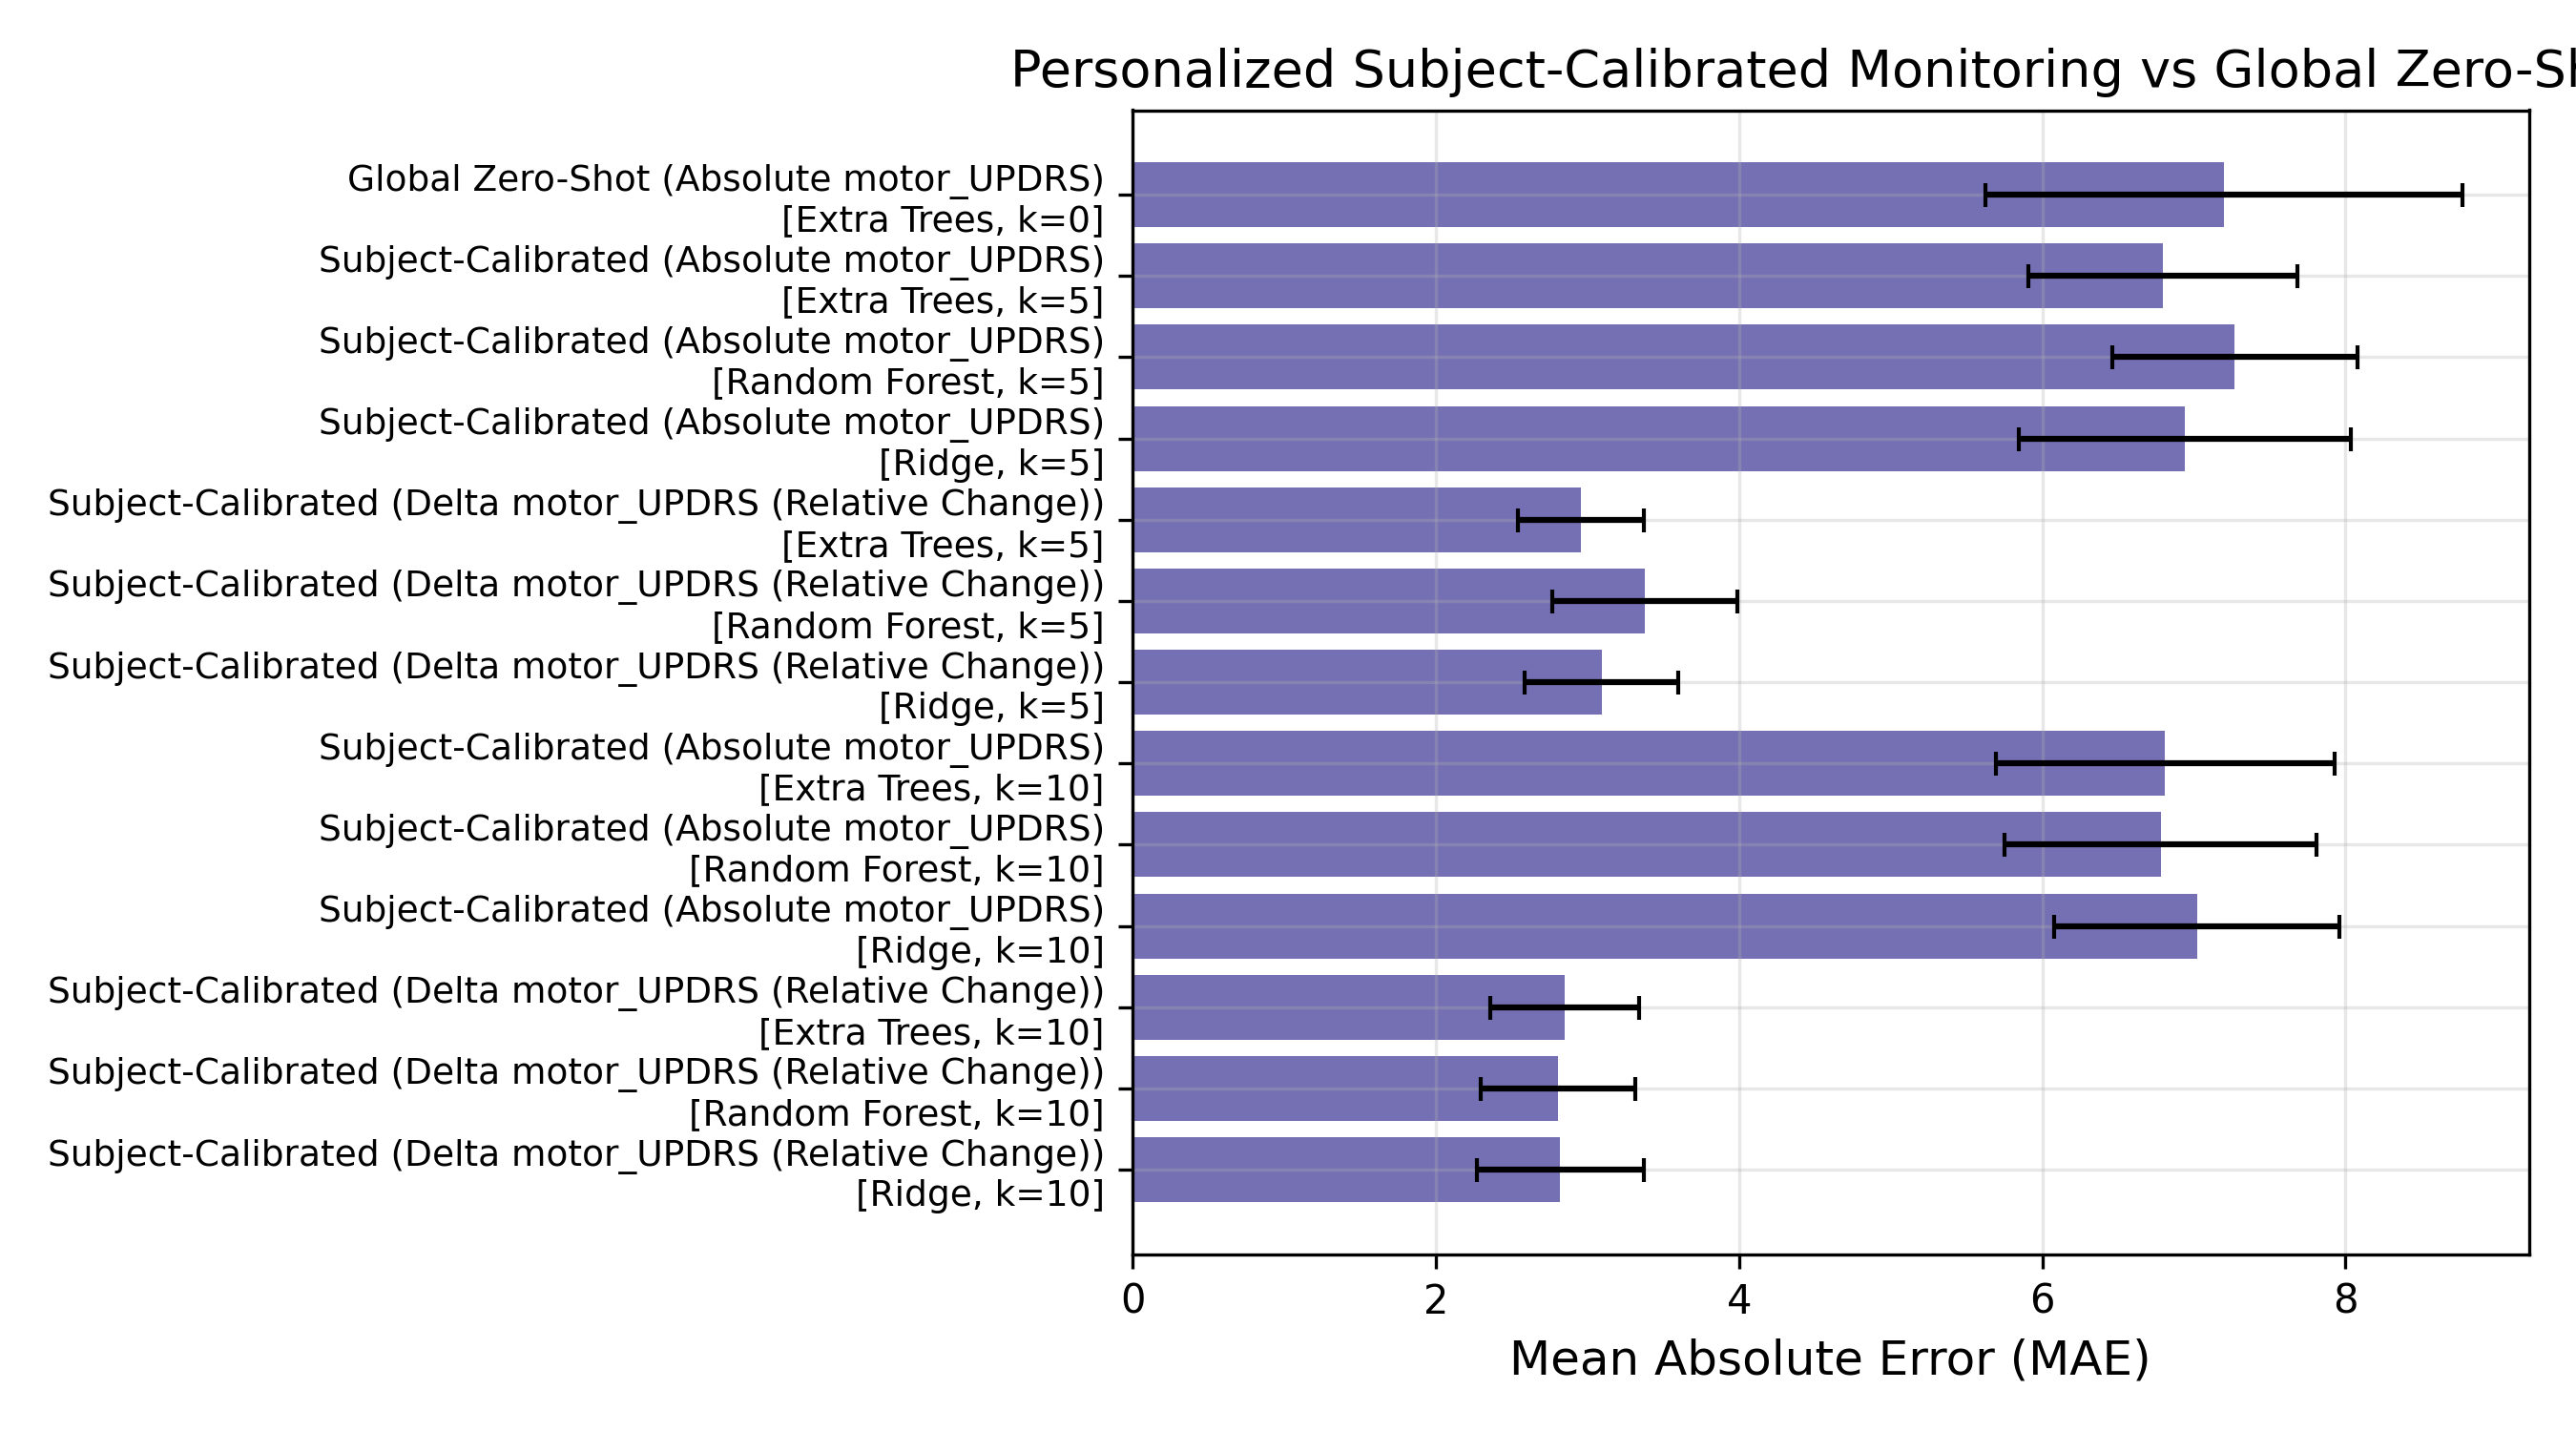 Personalized Subject-Calibrated Monitoring vs Global Zero-Sh
Global Zero-Shot (Absolute motor_UPDRS)
[Extra Trees, k=0]
Subject-Calibrated (Absolute motor_UPDRS)
[Extra Trees, k=5]
Subject-Calibrated (Absolute motor_UPDRS)
[Random Forest, k=5]
Subject-Calibrated (Absolute motor_UPDRS)
[Ridge, k=5]
Subject-Calibrated (Delta motor_UPDRS (Relative Change))
[Extra Trees, k=5]
Subject-Calibrated (Delta motor_UPDRS (Relative Change))
[Random Forest, k=5]
Subject-Calibrated (Delta motor_UPDRS (Relative Change))
[Ridge, k=5]
Subject-Calibrated (Absolute motor_UPDRS)
[Extra Trees, k=10]
Subject-Calibrated (Absolute motor_UPDRS)
[Random Forest, k=10]
Subject-Calibrated (Absolute motor_UPDRS)
[Ridge, k=10]
Subject-Calibrated (Delta motor_UPDRS (Relative Change))
[Extra Trees, k=10]
Subject-Calibrated (Delta motor_UPDRS (Relative Change))
[Random Forest, k=10]
Subject-Calibrated (Delta motor_UPDRS (Relative Change))
[Ridge, k=10]
0 2 4 6 8
Mean Absolute Error (MAE)